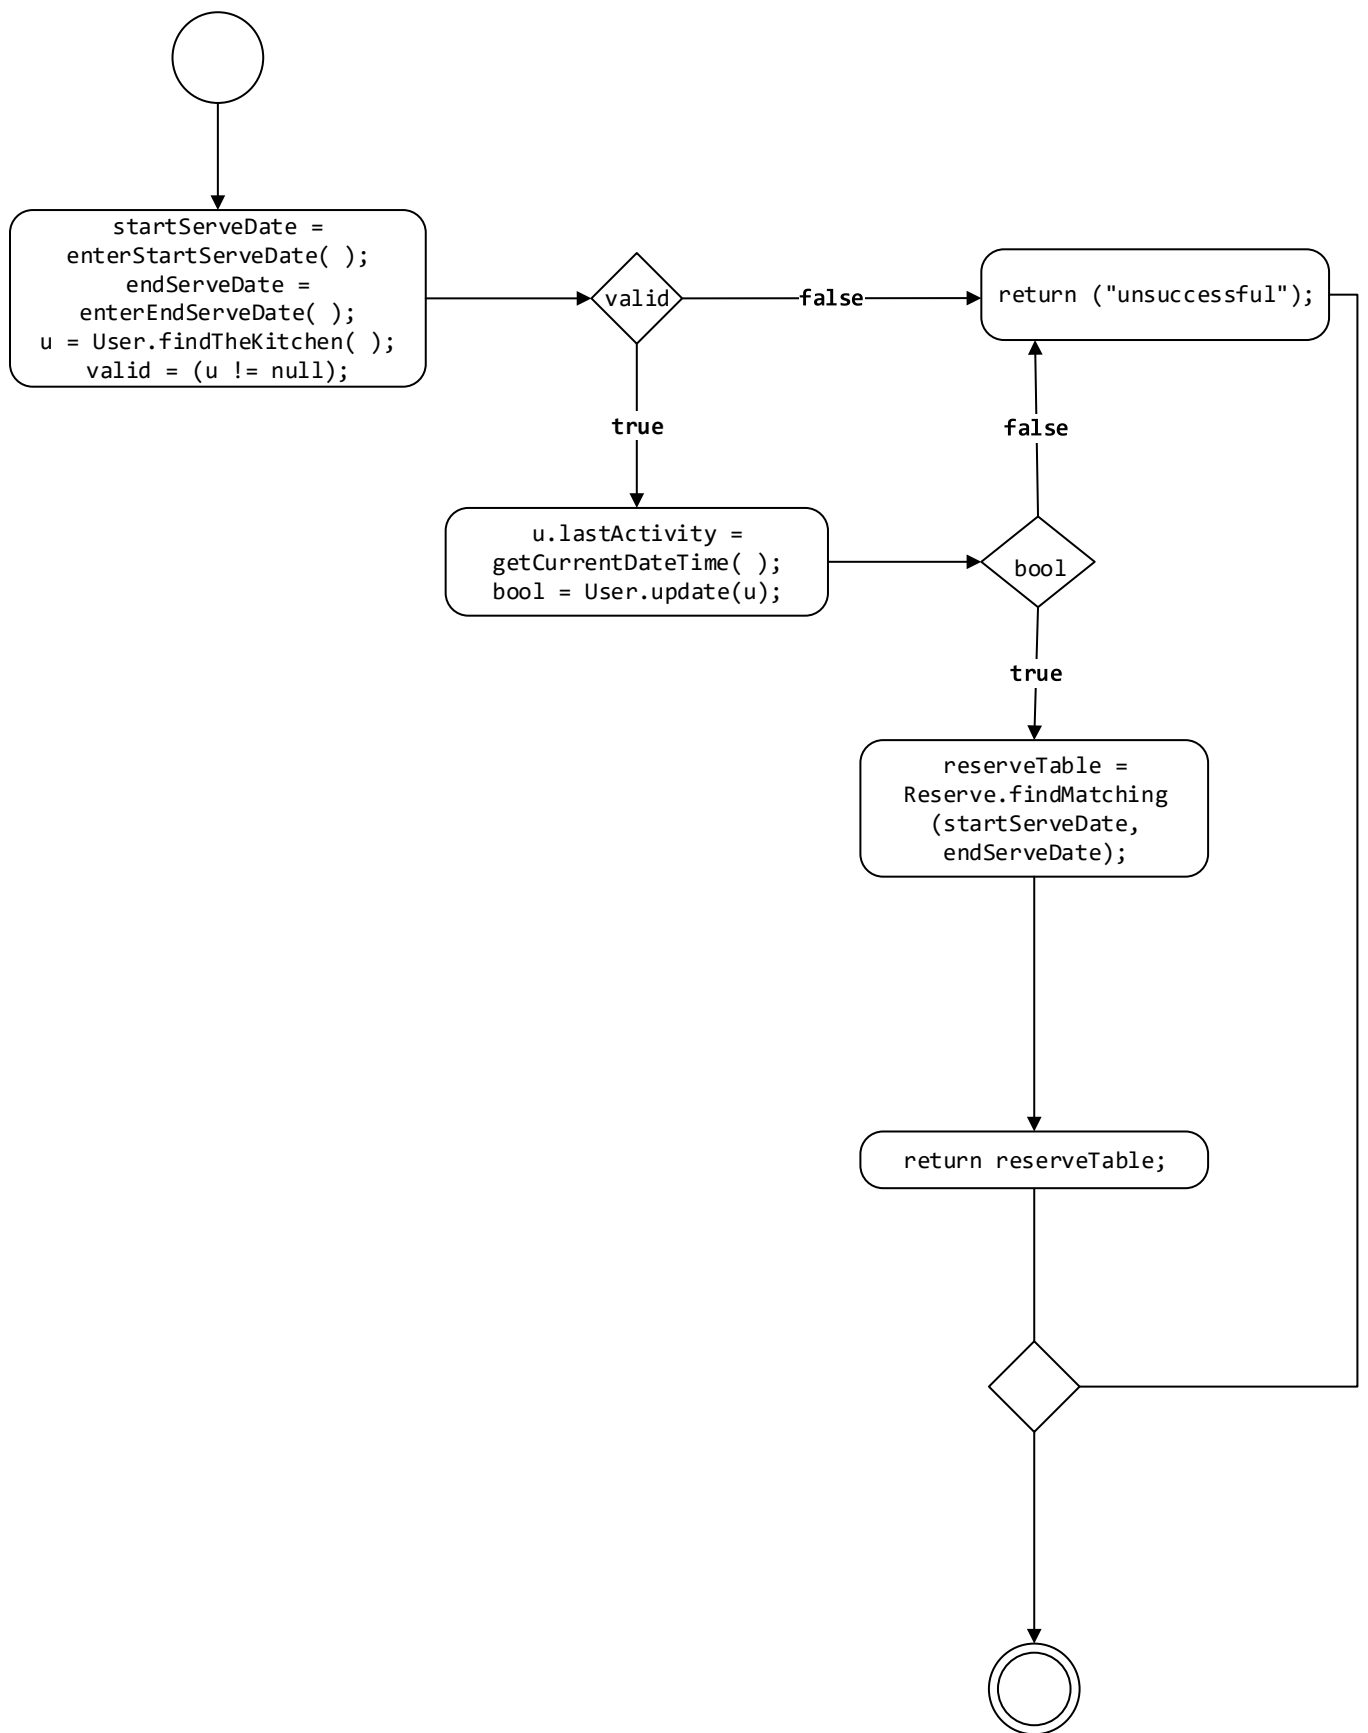 startServeDate =
enterStartServeDate( );
endServeDate =
enterEndServeDate( );
u = User.findTheKitchen( );
valid = (u != null);
valid
false
return ("unsuccessful");
true
false
u.lastActivity =
getCurrentDateTime( );
bool = User.update(u);
bool
true
reserveTable =
Reserve.findMatching
(startServeDate,
endServeDate);
return reserveTable;